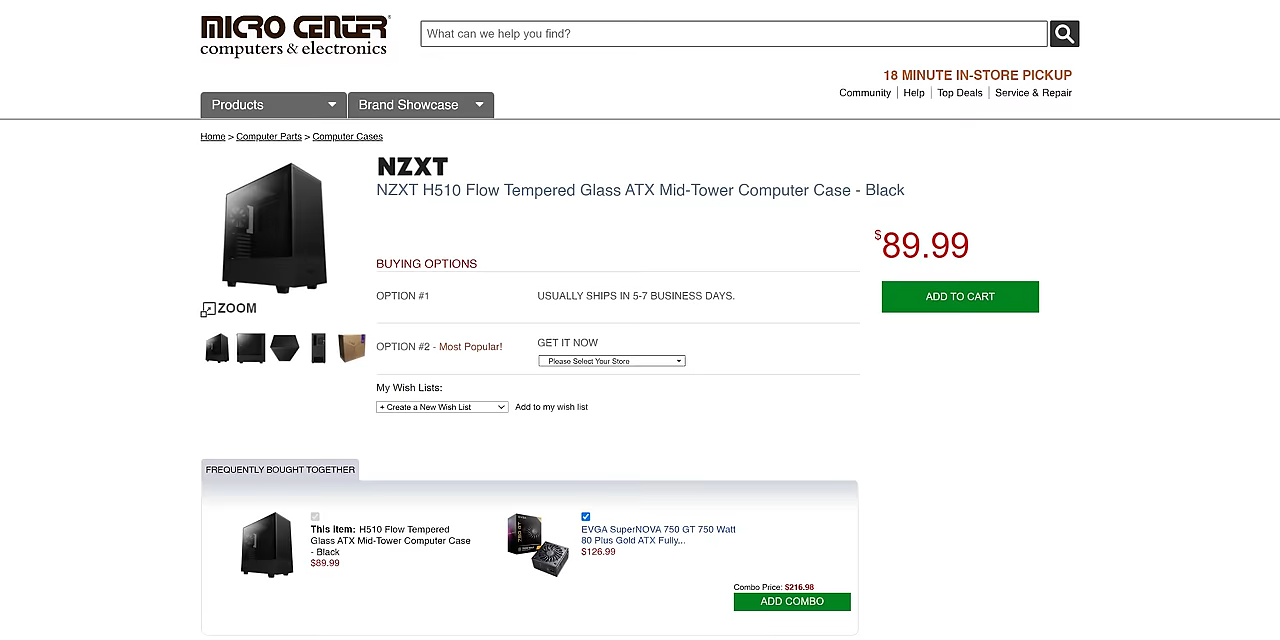 MICRO CENTER
computers & electronics
What can we help you find?
18 MINUTE IN-STORE PICKUP
Community Help Top Deals Service & Repair
Products Brand Showcase
Home > Computer Parts > Computer Cases
NZXT
NZXT H510 Flow Tempered Glass ATX Mid-Tower Computer Case - Black
$89.99
BUYING OPTIONS
OPTION #1 USUALLY SHIPS IN 5-7 BUSINESS DAYS.
ADD TO CART
ZOOM
OPTION #2 - Most Popular! GET IT NOW
Please Select Your Store
My Wish Lists:
+ Create a New Wish List Add to my wish list
FREQUENTLY BOUGHT TOGETHER
This item: H510 Flow Tempered
Glass ATX Mid-Tower Computer Case
- Black
$89.99
EVGA SuperNOVA 750 GT 750 Watt
80 Plus Gold ATX Fully...
$126.99
Combo Price: $216.98
ADD COMBO